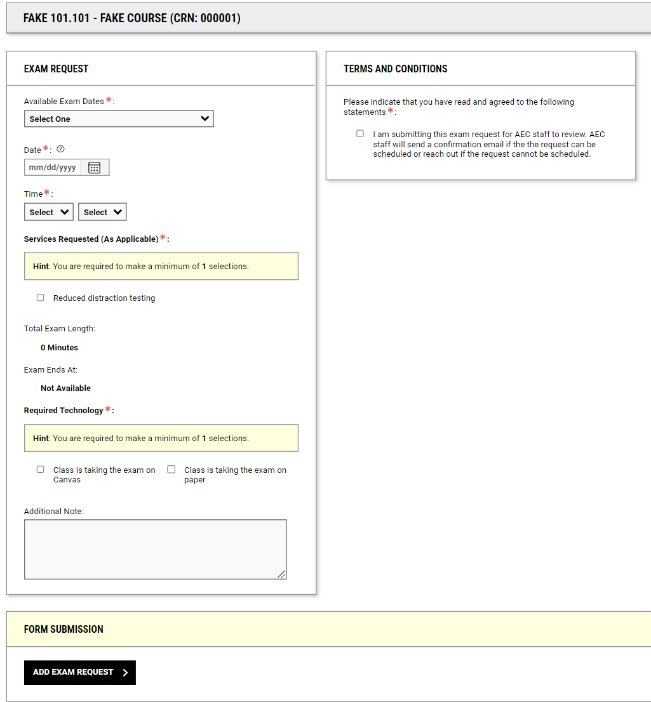 FAKE 101.101 - FAKE COURSE (CRN: 000001)
EXAM REQUEST
Available Exam Dates *:
Select One
Date*: ?
mm/dd/yyyy
Time*:
Select Select
Services Requested (As Applicable)*:
Hint: You are required to make a minimum of 1 selections.
Reduced distraction testing
Total Exam Length:
0 Minutes
Exam Ends At:
Not Available
Required Technology *:
Hint: You are required to make a minimum of 1 selections.
Class is taking the exam on
Canvas
Class is taking the exam on
paper
Additional Note:
TERMS AND CONDITIONS
Please indicate that you have read and agreed to the following
statements *:
I am submitting this exam request for AEC staff to review. AEC
staff will send a confirmation email if the the request can be
scheduled or reach out if the request cannot be scheduled.
FORM SUBMISSION
ADD EXAM REQUEST